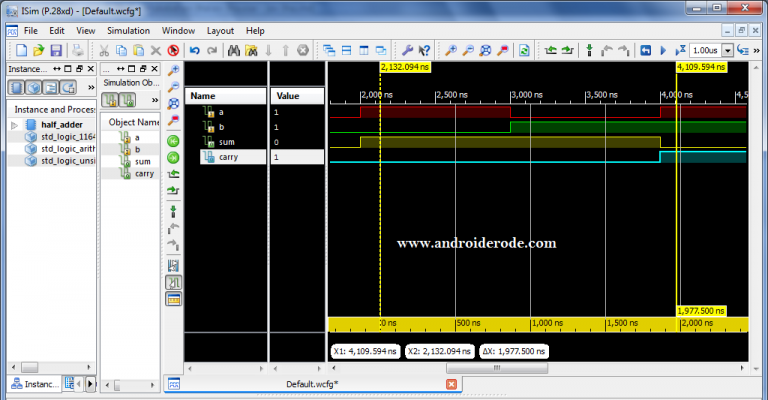 ISim (P.28xd) - [Default.wcfg*]
File Edit View Simulation Window Layout Help
1.00us
Instance... Simulation Ob...
Instance and Process
half_adder
std_logic_1164
std_logic_arith
std_logic_unsi
Object Name
a
b
sum
carry
Name Value
a 1
b 1
sum 0
carry 1
2,132.094 ns 4,109.594 ns
2,000 ns 2,500 ns 3,000 ns 3,500 ns 4,000 ns 4,5
www.androiderode.com
1,977.500 ns
0 ns 500 ns 1,000 ns 1,500 ns 2,000 ns
X1: 4,109.594 ns X2: 2,132.094 ns ΔX: 1,977.500 ns
Instanc...
Default.wcfg*